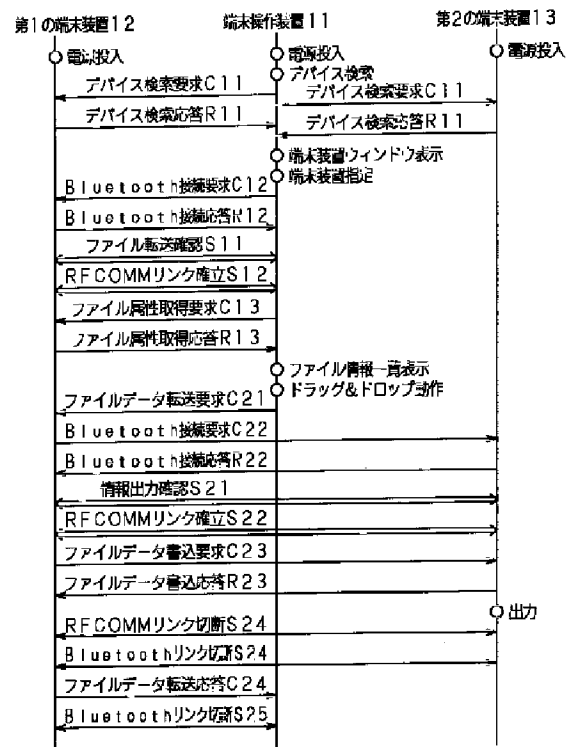 第1の端末装置12 端末操作装置11 第2の端末装置13
電源投入 電源投入 電源投入
デバイス検索
デバイス検索要求C11 デバイス検索要求C11
デバイス検索応答R11 デバイス検索応答R11
端末装置ウィンドウ表示
端末装置指定
Bluetooth接続要求C12
Bluetooth接続応答R12
ファイル転送確認S11
RFCOMMリンク確立S12
ファイル属性取得要求C13
ファイル属性取得応答R13
ファイル情報一覧表示
ドラッグ&ドロップ動作
ファイルデータ転送要求C21
Bluetooth接続要求C22
Bluetooth接続応答R22
情報出力確認S21
RFCOMMリンク確立S22
ファイルデータ書込要求C23
ファイルデータ書込応答R23
出力
RFCOMMリンク切断S24
Bluetoothリンク切断S24
ファイルデータ転送応答C24
Bluetoothリンク切断S25